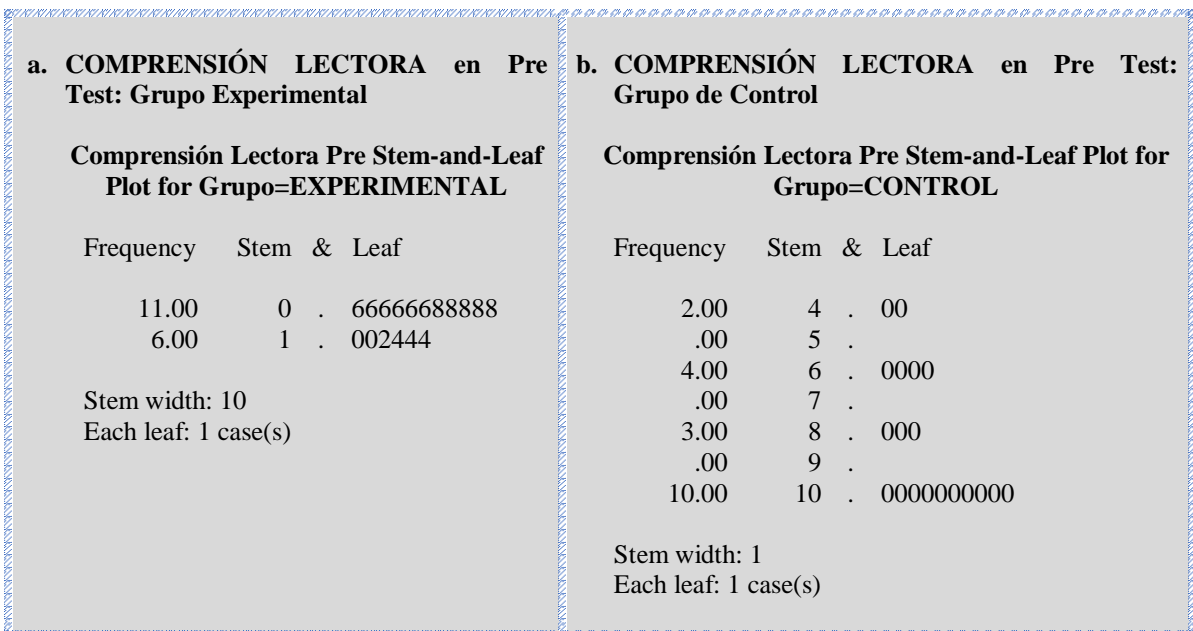 a. COMPRENSIÓN LECTORA en Pre
Test: Grupo Experimental
Comprensión Lectora Pre Stem-and-Leaf
Plot for Grupo=EXPERIMENTAL
Frequency Stem & Leaf
11.00 0 . 66666688888
6.00 1 . 002444
Stem width: 10
Each leaf: 1 case(s)
b. COMPRENSIÓN LECTORA en Pre Test:
Grupo de Control
Comprensión Lectora Pre Stem-and-Leaf Plot for
Grupo=CONTROL
Frequency Stem & Leaf
2.00 4 . 00
.00 5 .
4.00 6 . 0000
.00 7 .
3.00 8 . 000
.00 9 .
10.00 10 . 0000000000
Stem width: 1
Each leaf: 1 case(s)